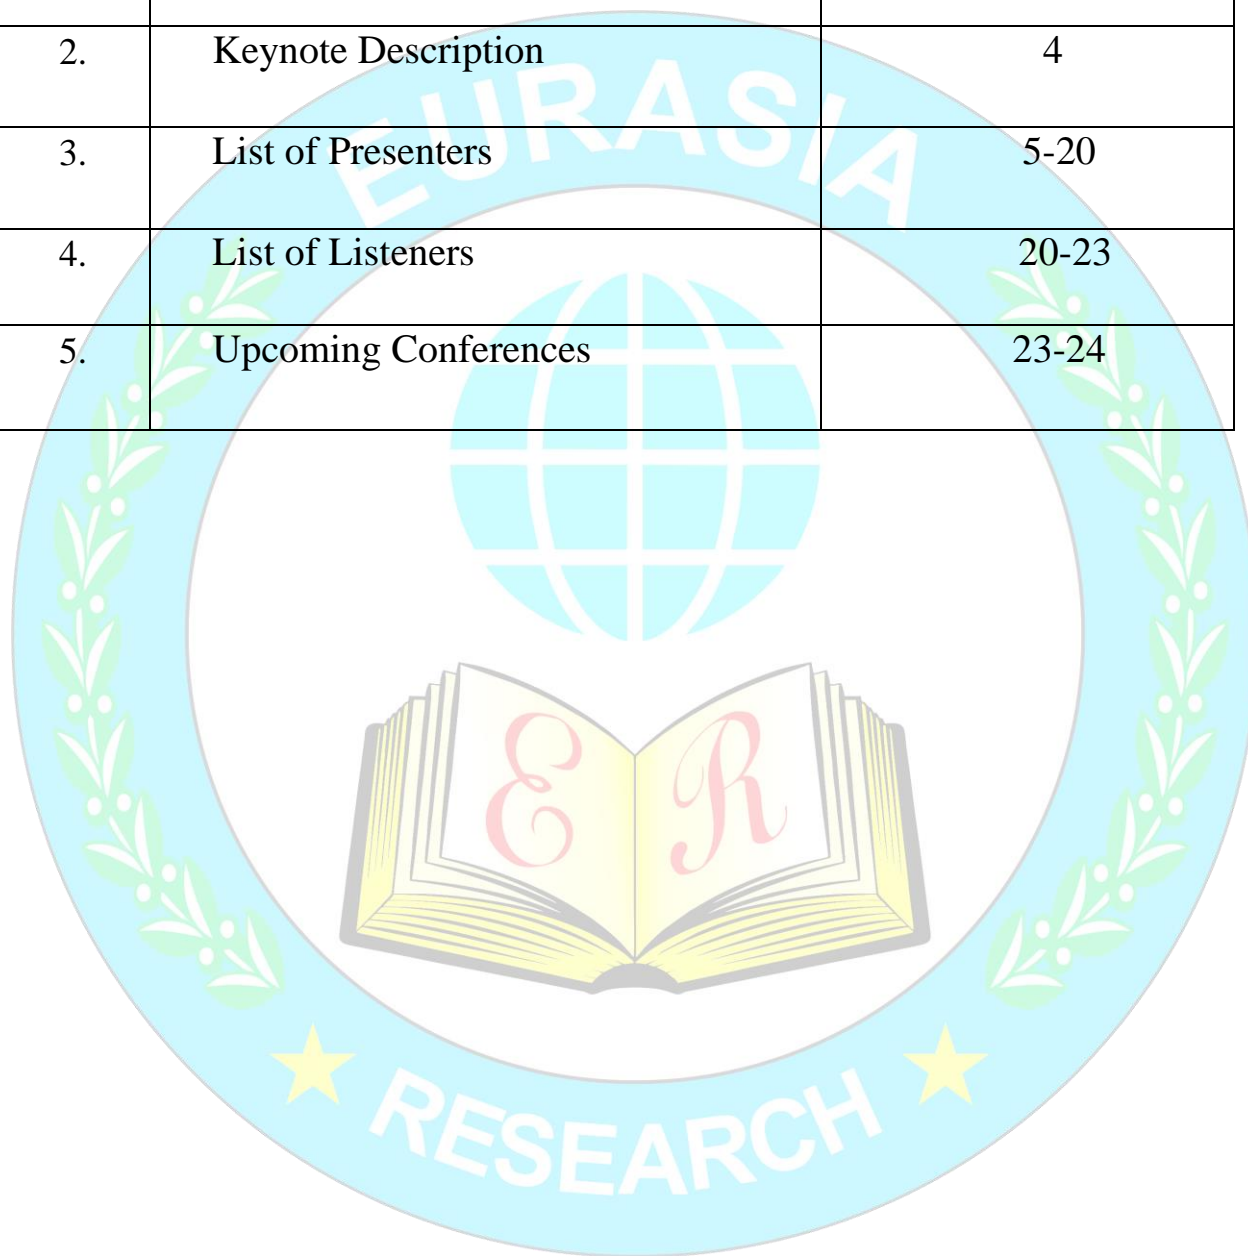 2. Keynote Description 4
3. List of Presenters 5-20
4. List of Listeners 20-23
5. Upcoming Conferences 23-24
EURASIA
E R
RESEARCH